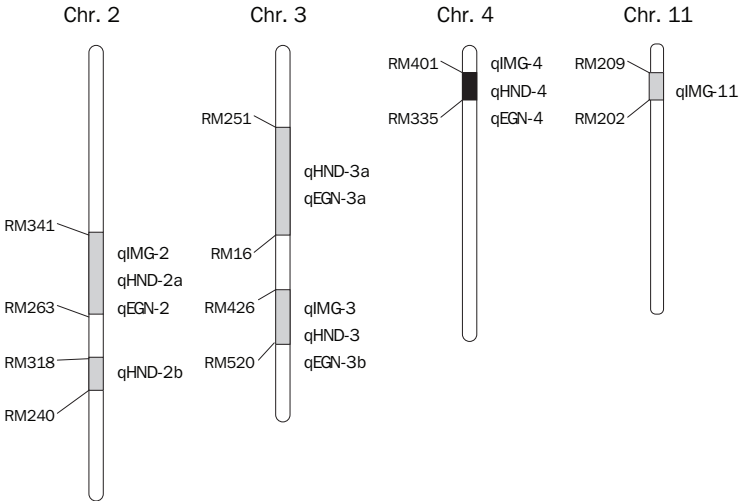 Chr. 2
Chr. 3
Chr. 4
Chr. 11
RM341
RM263
RM318
RM240
qIMG-2
qHND-2a
qEGN-2
qHND-2b
RM251
RM16
RM426
RM520
qHND-3a
qEGN-3a
qIMG-3
qHND-3
qEGN-3b
RM401
RM335
qIMG-4
qHND-4
qEGN-4
RM209
RM202
qIMG-11